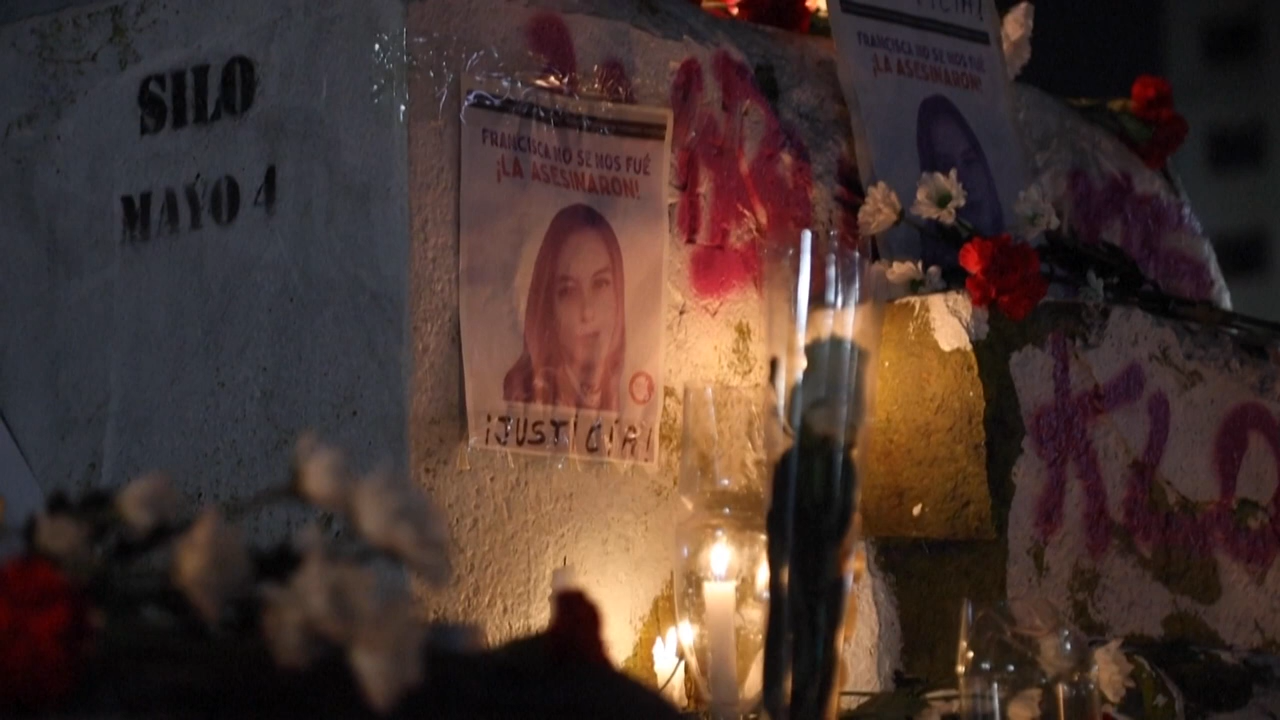 SILO
MAYO 4
FRANCISCA NO SE NOS FUÉ
¡LA ASESINARON!
¡JUSTICIA!
FRANCISCA NO SE NOS FUÉ
¡LA ASESINARON!